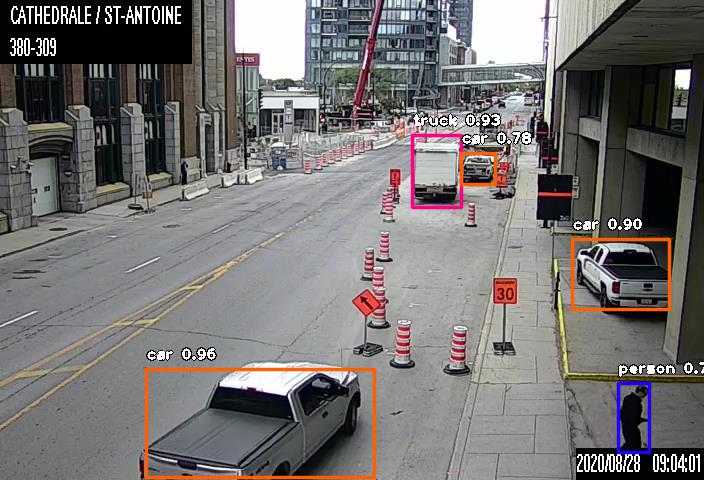 CATHEDRALE / ST-ANTOINE
380-309
truck 0.93
car 0.78
car 0.90
30
car 0.96
person 0.7
2020/08/28 09:04:01